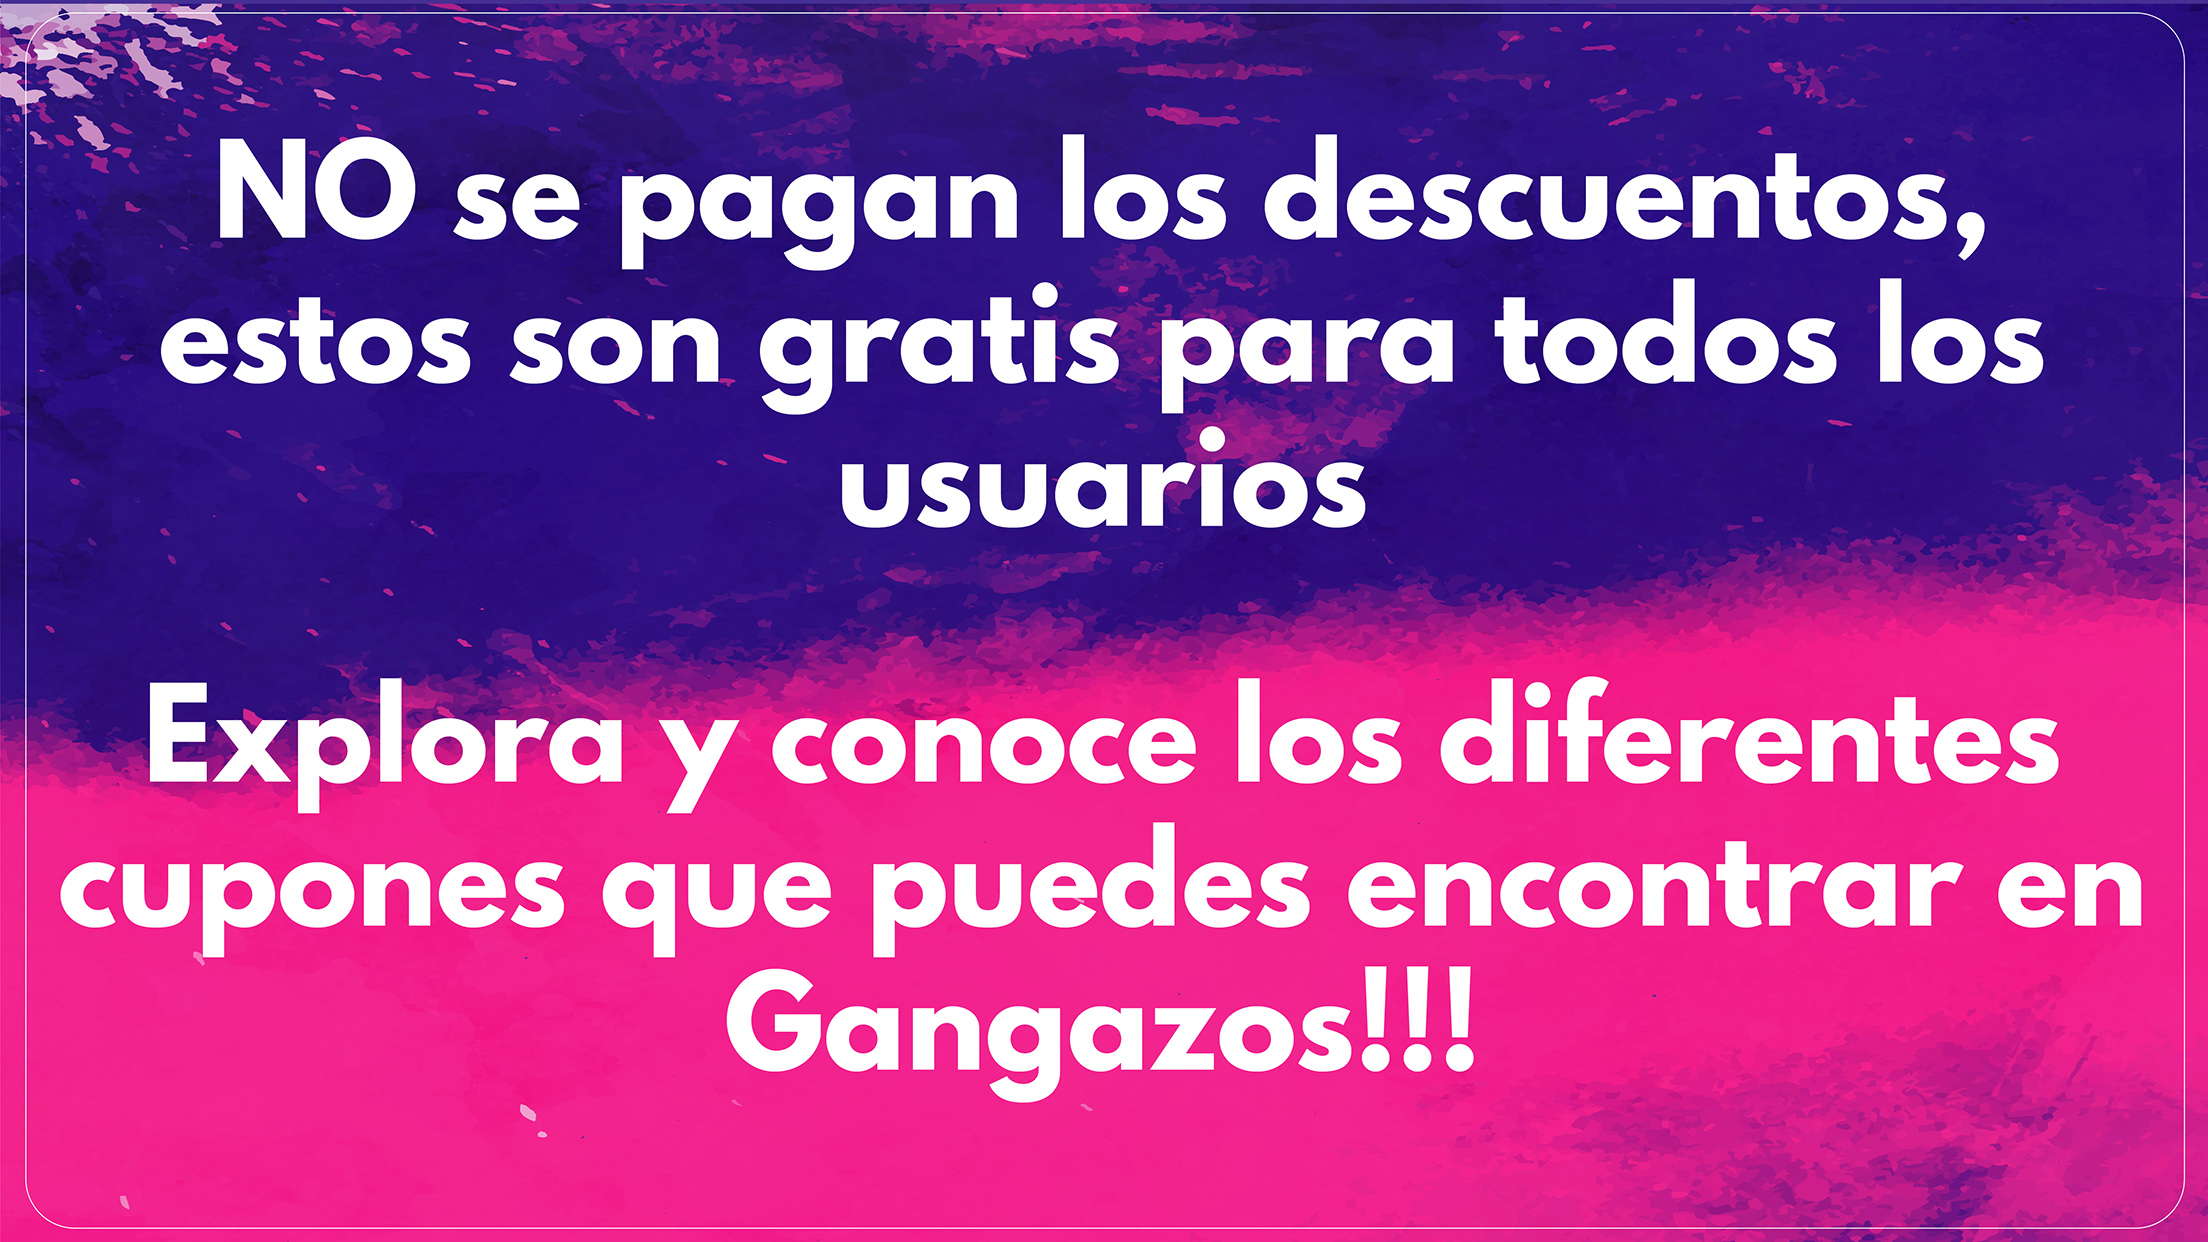 NO se pagan los descuentos,
estos son gratis para todos los
usuarios
Explora y conoce los diferentes
cupones que puedes encontrar en
Gangazos!!!